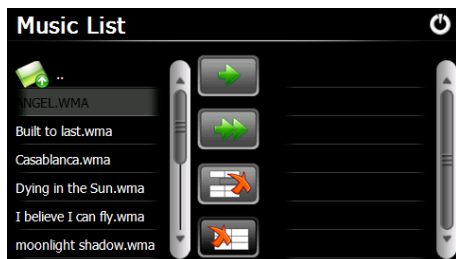 Music List
..
ANGEL.WMA
Built to last.wma
Casablanca.wma
Dying in the Sun.wma
I believe I can fly.wma
moonlight shadow.wma